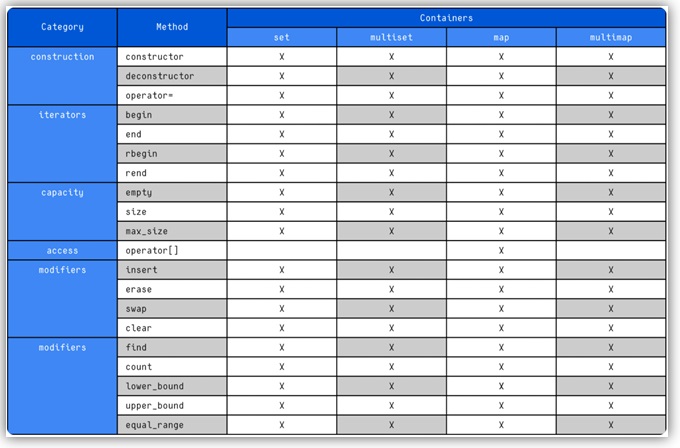 Category Method Containers
set multiset map multimap
construction constructor X X X X
deconstructor X X X X
operator= X X X X
iterators begin X X X X
end X X X X
rbegin X X X X
rend X X X X
capacity empty X X X X
size X X X X
max_size X X X X
access operator[] X
modifiers insert X X X X
erase X X X X
swap X X X X
clear X X X X
modifiers find X X X X
count X X X X
lower_bound X X X X
upper_bound X X X X
equal_range X X X X